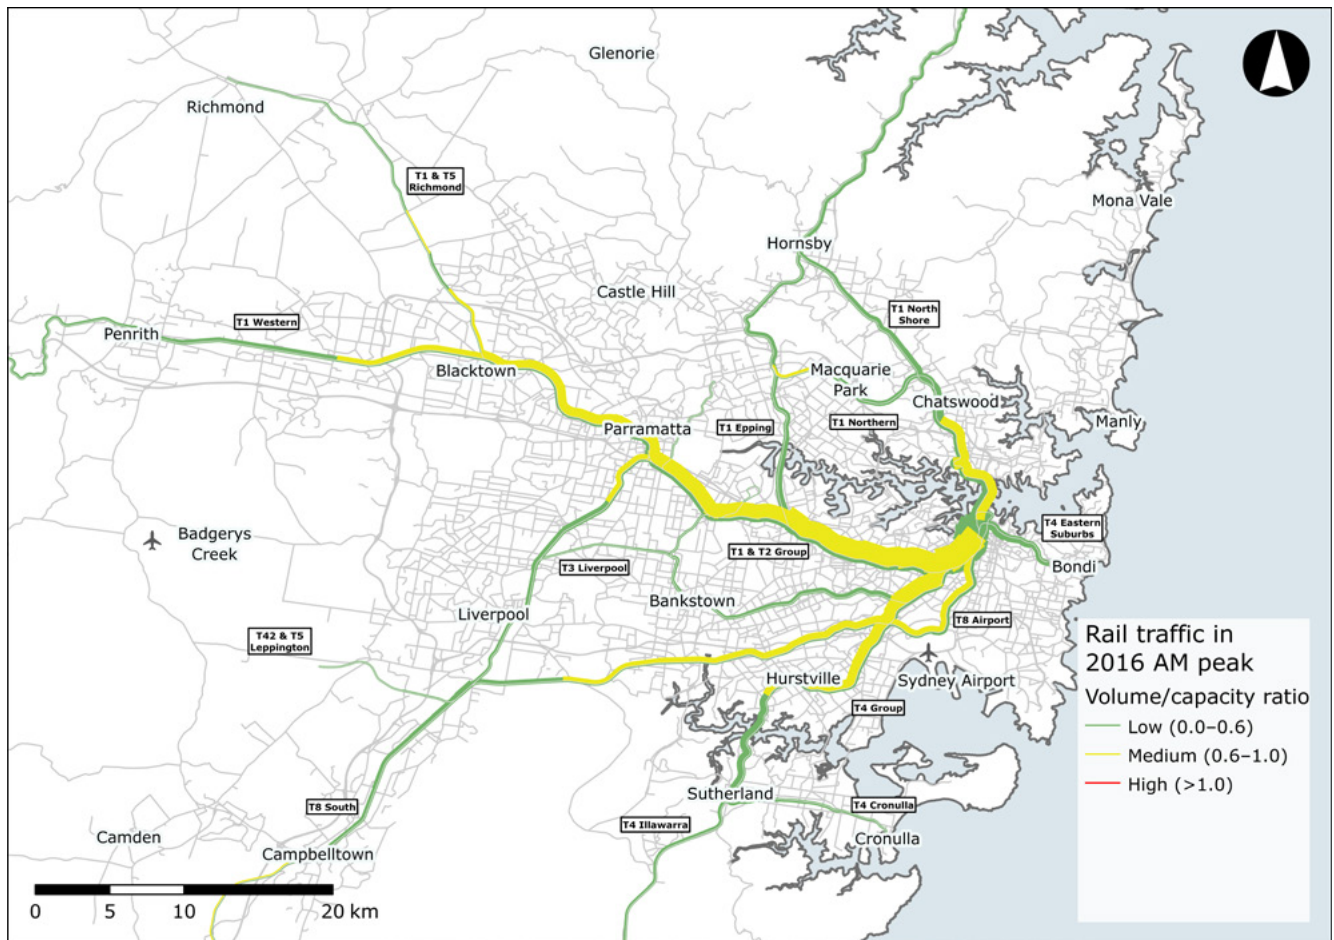 Glenorie
Richmond
T1 & T5
Richmond
Mona Vale
Hornsby
Castle Hill
T1 North
Shore
T1 Western
Penrith
Blacktown
Macquarie
Park
Chatswood
Manly
Parramatta
T1 Epping
T1 Northern
Badgerys
Creek
T4 Eastern
Suburbs
T1 & T2 Group
T3 Liverpool
Bondi
Bankstown
Liverpool
T8 Airport
T42 & T5
Leppington
Hurstville
Sydney Airport
T4 Group
Sutherland
T8 South
T4 Illawarra
T4 Cronulla
Cronulla
Camden
Campbelltown
0 5 10 20 km
Rail traffic in
2016 AM peak
Volume/capacity ratio
Low (0.0–0.6)
Medium (0.6–1.0)
High (>1.0)